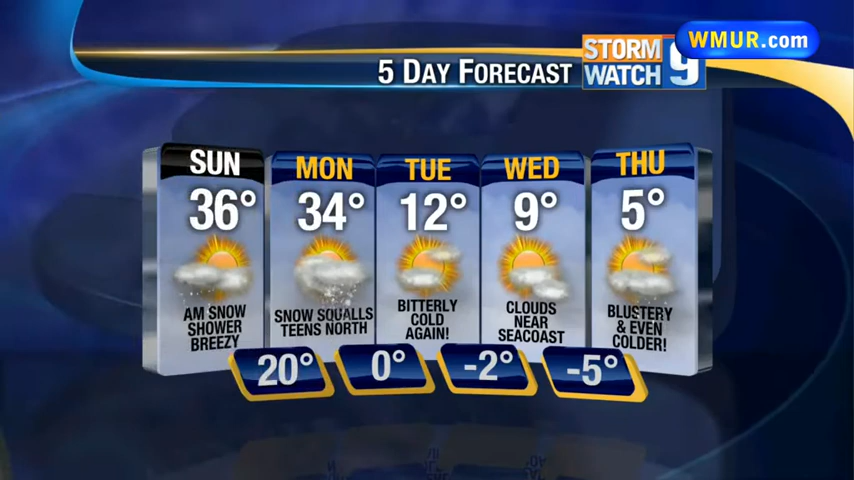 WMUR.com
5 DAY FORECAST
STORM
WATCH 9
SUN
36°
AM SNOW
SHOWER
BREEZY
MON
34°
SNOW SQUALLS
TEENS NORTH
TUE
12°
BITTERLY
COLD
AGAIN!
WED
9°
CLOUDS
NEAR
SEACOAST
THU
5°
BLUSTERY
& EVEN
COLDER!
20°
0°
-2°
-5°